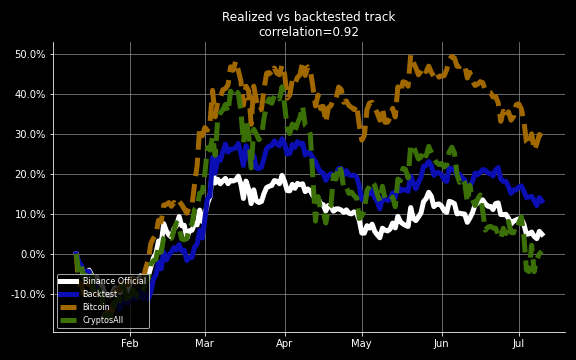 Realized vs backtested track
correlation=0.92
50.0%
40.0%
30.0%
20.0%
10.0%
0.0%
-10.0%
Binance Official
Backtest
Bitcoin
CryptosAll
Feb Mar Apr May Jun Jul